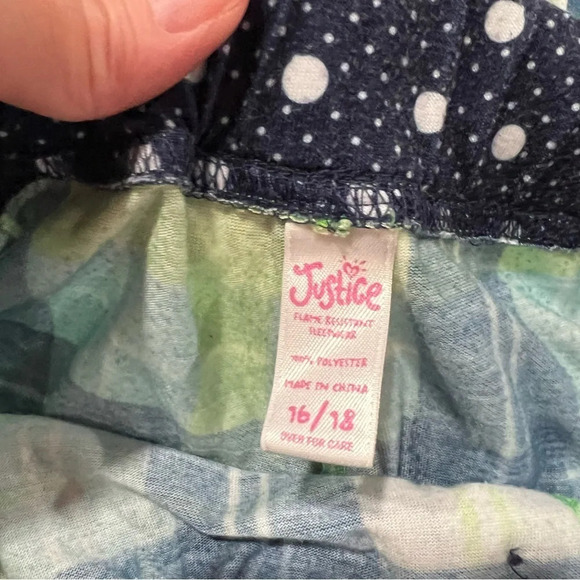 Justice
FLAME RESISTANT
SLEEPWEAR
100% POLYESTER
MADE IN CHINA
16/18
OVER FOR CARE